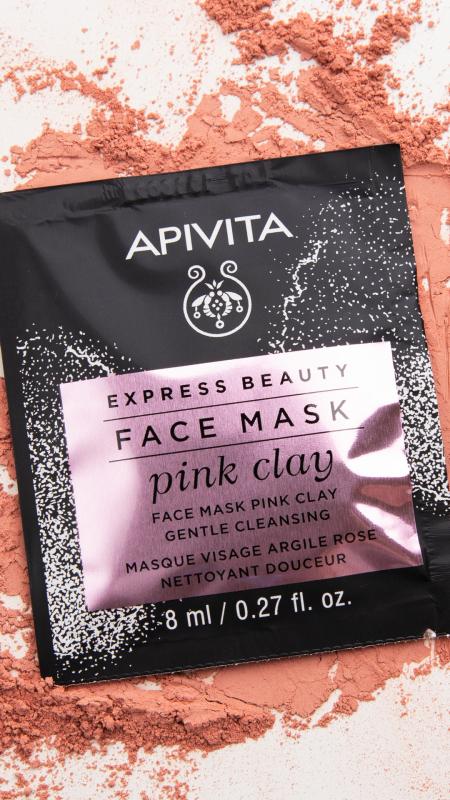 APIVITA
EXPRESS BEAUTY
FACE MASK
pink clay
FACE MASK PINK CLAY
GENTLE CLEANSING
MASQUE VISAGE ARGILE ROSE
NETTOYANT DOUCEUR
8 ml / 0.27 fl. oz.